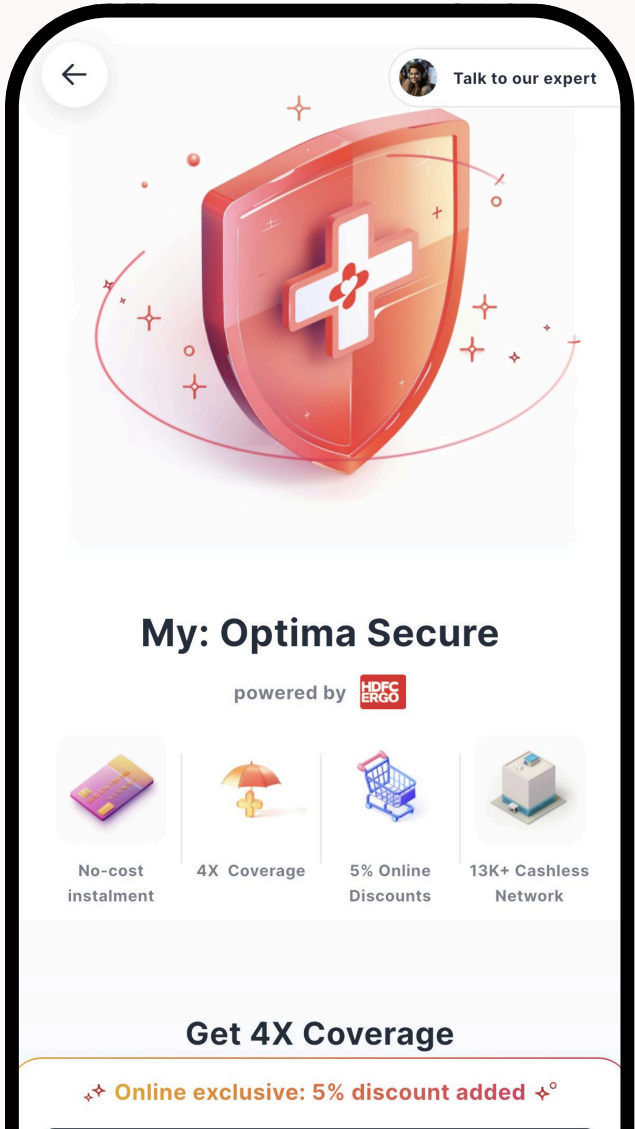 Talk to our expert
My: Optima Secure
powered by HDFC
ERGO
No-cost
instalment
4X Coverage
5% Online
Discounts
13K+ Cashless
Network
Get 4X Coverage
Online exclusive: 5% discount added